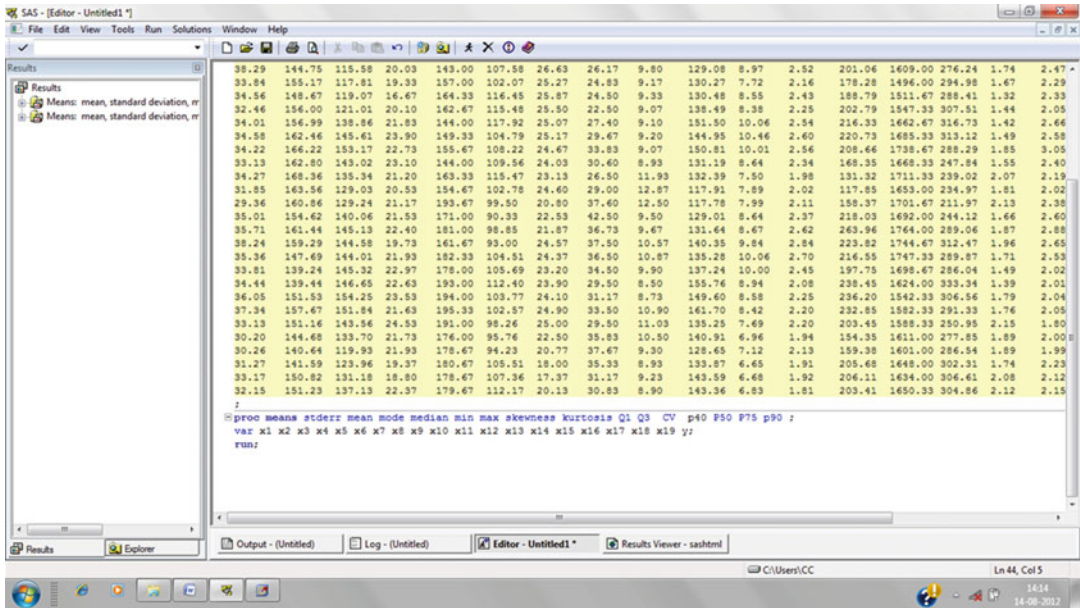 SAS - [Editor - Untitled1 *]
File Edit View Tools Run Solutions Window Help
Results
Results
Means: mean, standard deviation, m
Means: mean, standard deviation, m
38.29 144.75 115.58 20.03 143.00 107.58 26.63 26.17 9.80 129.08 8.97 2.52 201.06 1609.00 276.24 1.74 2.47
33.84 155.17 117.81 19.33 157.00 102.07 25.27 24.83 9.17 130.27 7.72 2.16 178.28 1496.00 294.98 1.67 2.29
34.56 148.67 119.07 16.67 164.33 116.45 25.87 24.50 9.33 130.48 8.55 2.43 188.79 1511.67 288.41 1.32 2.33
32.46 156.00 121.01 20.10 162.67 115.48 25.50 22.50 9.07 138.49 8.38 2.25 202.79 1547.33 307.51 1.44 2.05
34.01 156.99 138.86 21.83 144.00 117.92 25.07 27.40 9.10 151.50 10.06 2.54 216.33 1662.67 316.73 1.42 2.66
34.58 162.46 145.61 23.90 149.33 104.79 25.17 29.67 9.20 144.95 10.46 2.60 220.73 1685.33 313.12 1.49 2.58
34.22 166.22 153.17 22.73 155.67 108.22 24.67 33.83 9.07 150.81 10.01 2.56 208.66 1738.67 288.29 1.85 3.05
33.13 162.80 143.02 23.10 144.00 109.56 24.03 30.60 8.93 131.19 8.64 2.34 168.35 1668.33 247.84 1.55 2.40
34.27 168.36 135.34 21.20 163.33 115.47 23.13 26.50 11.93 132.39 7.50 1.98 131.32 1711.33 239.02 2.07 2.19
31.85 163.56 129.03 20.53 154.67 102.78 24.60 29.00 12.87 117.91 7.89 2.02 117.85 1653.00 234.97 1.81 2.02
29.36 160.86 129.24 21.17 193.67 99.50 20.80 37.60 12.50 117.78 7.99 2.11 158.37 1701.67 211.97 2.13 2.38
35.01 154.62 140.06 21.53 171.00 90.33 22.53 42.50 9.50 129.01 8.64 2.37 218.03 1692.00 244.12 1.66 2.60
35.71 161.44 145.13 22.40 181.00 98.85 21.87 36.73 9.67 131.64 8.67 2.62 263.96 1764.00 289.06 1.87 2.88
38.24 159.29 144.58 19.73 161.67 93.00 24.57 37.50 10.57 140.35 9.84 2.84 223.82 1744.67 312.47 1.96 2.65
35.36 147.69 144.01 21.93 182.33 104.51 24.37 36.50 10.87 135.28 10.06 2.70 216.55 1747.33 289.87 1.71 2.53
33.81 139.24 145.32 22.97 178.00 105.69 23.20 34.50 9.90 137.24 10.00 2.45 197.75 1698.67 286.04 1.49 2.02
34.44 139.44 146.65 22.63 193.00 112.40 23.90 29.50 8.50 155.76 8.94 2.08 238.45 1624.00 333.34 1.39 2.01
36.05 151.53 154.25 23.53 194.00 103.77 24.10 31.17 8.73 149.60 8.58 2.25 236.20 1542.33 306.56 1.79 2.04
37.34 157.67 151.84 21.63 195.33 102.57 24.90 33.50 10.90 161.70 8.42 2.20 232.85 1582.33 291.33 1.76 2.05
33.13 151.16 143.56 24.53 191.00 98.26 25.00 29.50 11.03 135.25 7.69 2.20 203.45 1588.33 250.95 2.15 1.80
30.20 144.68 133.70 21.73 176.00 95.76 22.50 35.83 10.50 140.91 6.96 1.94 154.35 1611.00 277.85 1.89 2.00
30.26 140.64 119.93 21.93 178.67 94.23 20.77 37.67 9.30 128.65 7.12 2.13 159.38 1601.00 286.54 1.89 1.99
31.27 141.59 123.96 19.37 180.67 105.51 18.00 35.33 8.93 133.87 6.65 1.91 205.68 1648.00 302.31 1.74 2.23
33.17 150.82 131.18 18.80 178.67 107.36 17.37 31.17 9.23 143.59 6.68 1.92 206.11 1634.00 306.61 2.08 2.12
32.15 151.23 137.13 22.37 179.67 112.17 20.13 30.83 8.90 143.36 6.83 1.81 203.41 1650.33 304.86 2.12 2.15
;
proc means stderr mean mode median min max skewness kurtosis Q1 Q3 CV p40 P50 P75 p90 ;
var x1 x2 x3 x4 x5 x6 x7 x8 x9 x10 x11 x12 x13 x14 x15 x16 x17 x18 x19 y;
run;
Results
Explorer
Output - (Untitled)
Log - (Untitled)
Editor - Untitled1 *
Results Viewer - sashtml
C:\Users\CC
Ln 44, Col 5
14:14
14-08-2012